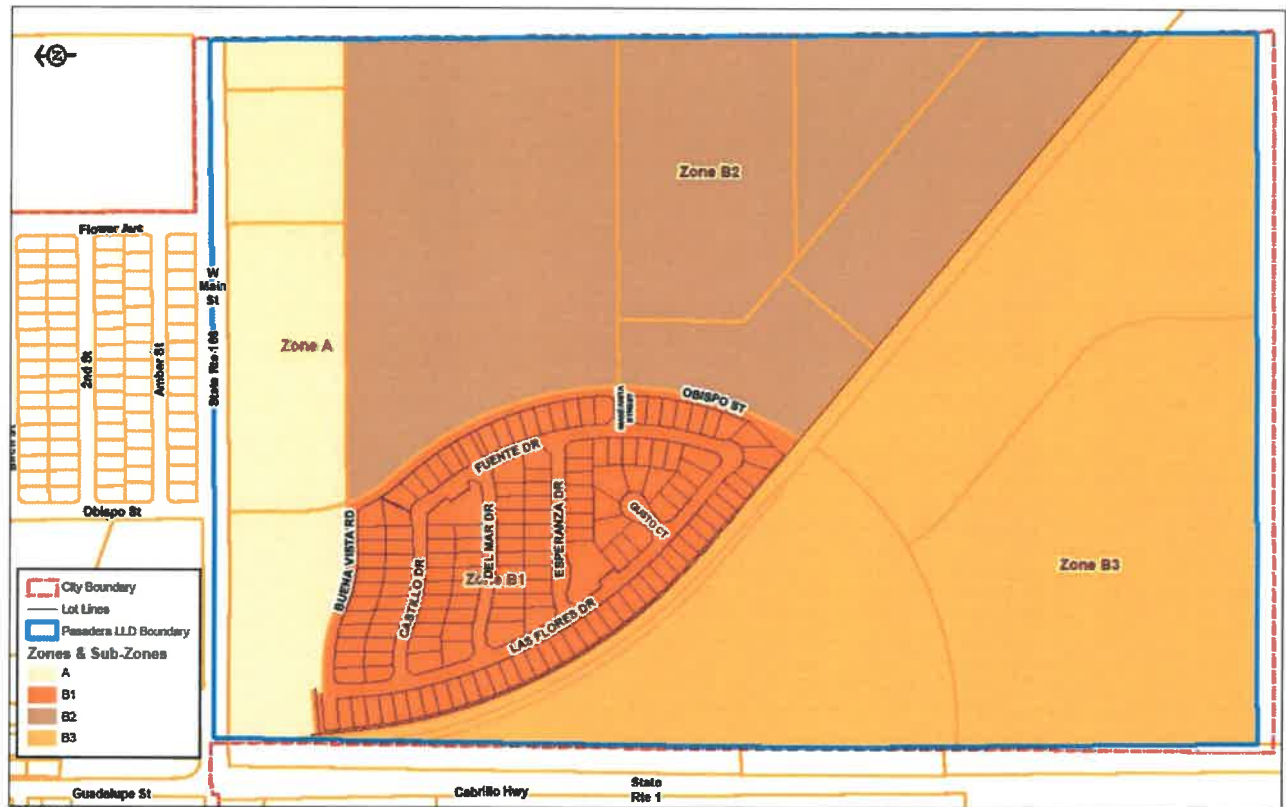 N
Zone B2
Flower Ave
W
Main
St
State Rte 166
2nd St
Amber St
Zone A
OBISPO ST
FUENTE DR
Obispo St
BUENA VISTA RD
CASTILLO DR
DEL MAR DR
ESPERANZA DR
GUSTO CT
Zone B1
LAS FLORES DR
Zone B3
City Boundary
Lot Lines
Pasadera LLD Boundary
Zones & Sub-Zones
A
B1
B2
B3
Guadalupe St
Cabrillo Hwy
State
Rte 1